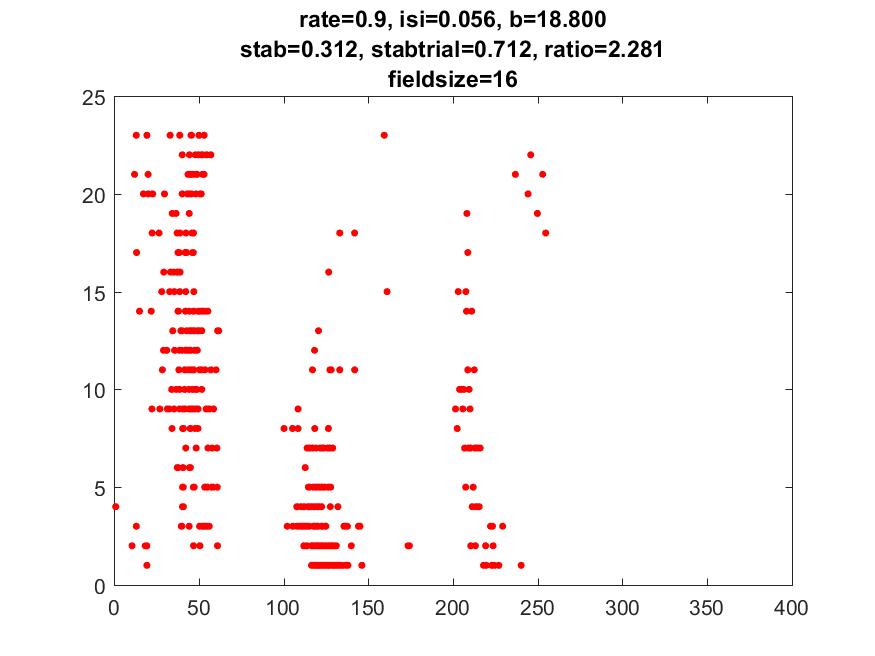 rate=0.9, isi=0.056, b=18.800
stab=0.312, stabtrial=0.712, ratio=2.281
fieldsize=16
25
20
15
10
5
0
0 50 100 150 200 250 300 350 400